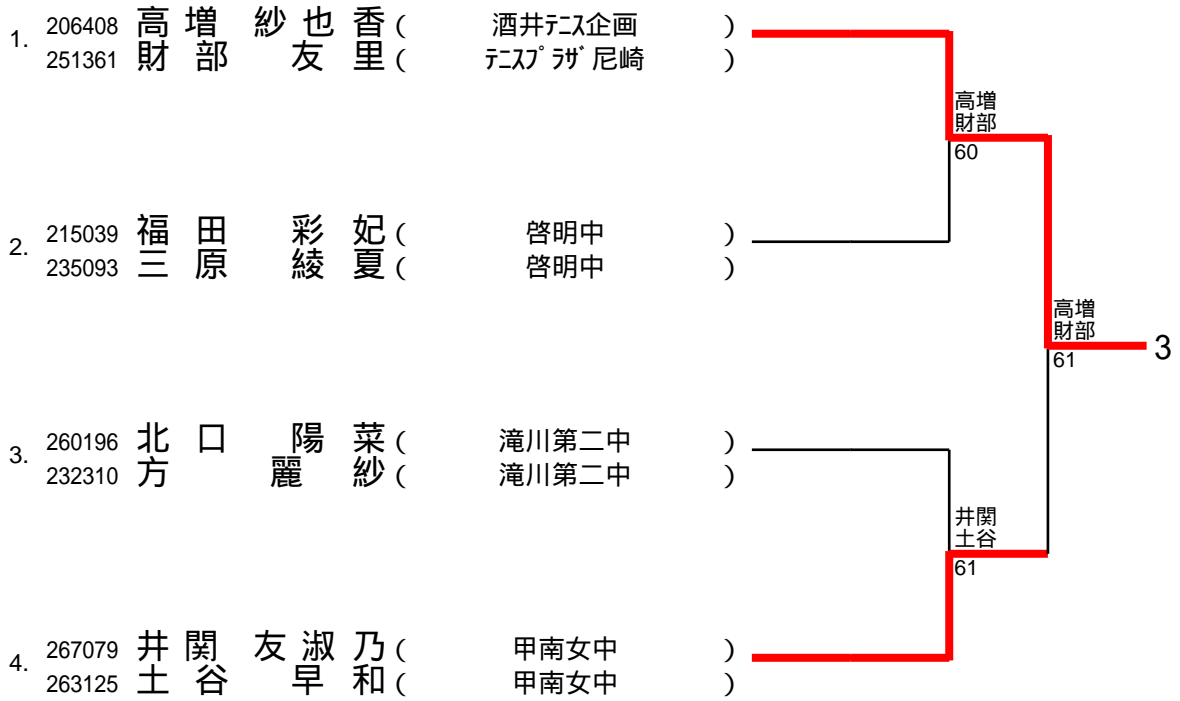 1. 206408 高増 紗也香 ( 酒井テニス企画 )
251361 財部 友里 ( テニスプラザ尼崎 )
高増
財部
60
2. 215039 福田 彩妃 ( 啓明中 )
235093 三原 綾夏 ( 啓明中 )
高増
財部
61
3
3. 260196 北口 陽菜 ( 滝川第二中 )
232310 方 麗紗 ( 滝川第二中 )
井関
土谷
61
4. 267079 井関 友淑乃 ( 甲南女中 )
263125 土谷 早和 ( 甲南女中 )